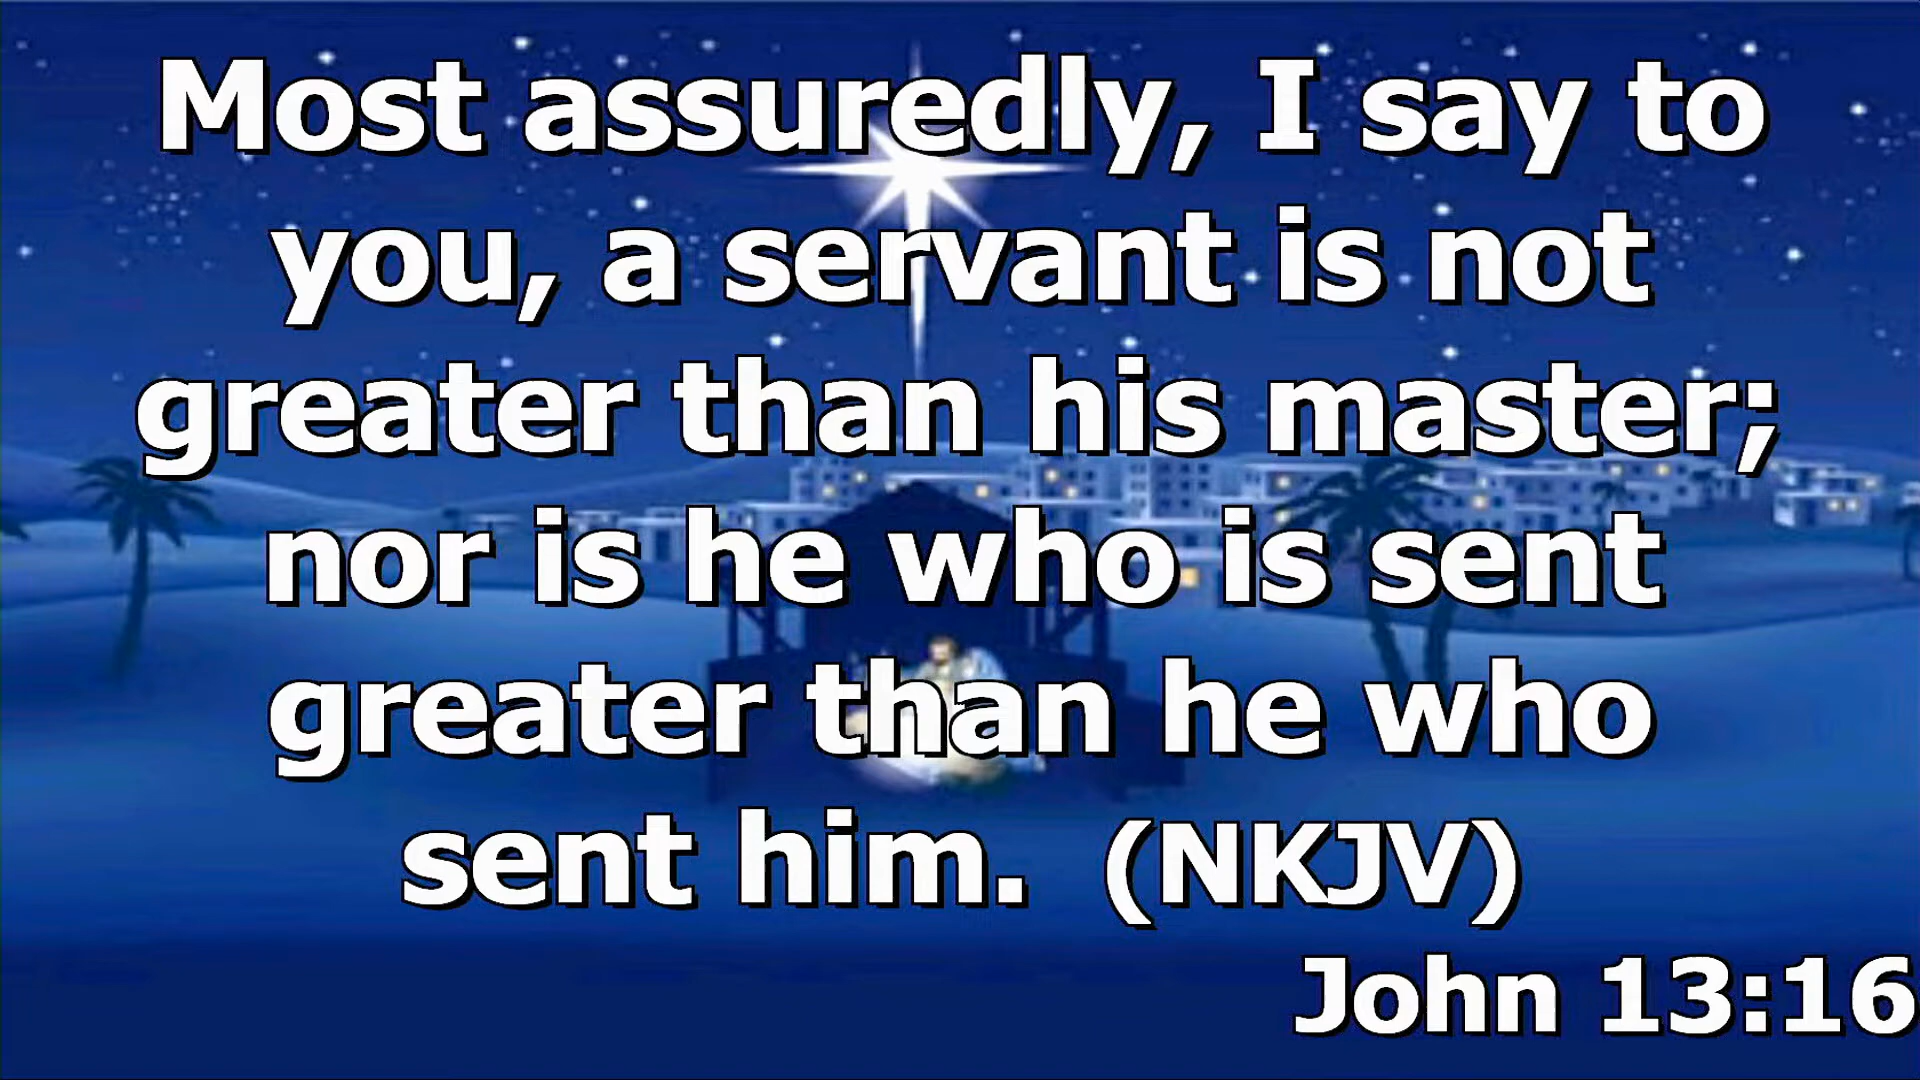 Most assuredly, I say to
you, a servant is not
greater than his master;
nor is he who is sent
greater than he who
sent him. (NKJV)
John 13:16